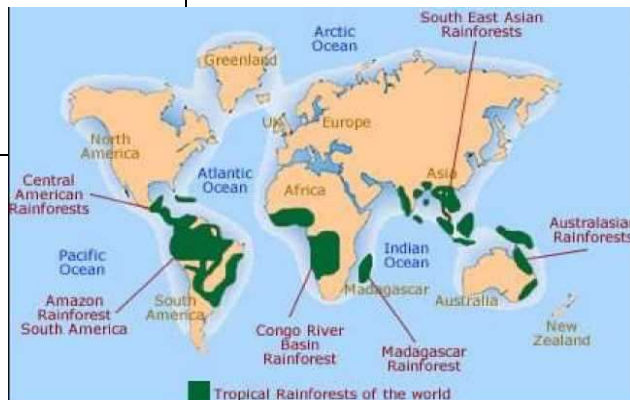 South East Asian
Rainforests
Arctic
Ocean
Greenland
UK
Europe
North
America
Asia
Atlantic
Ocean
Africa
Central
American
Rainforests
Australasian
Rainforests
Pacific
Ocean
Indian
Ocean
Amazon
Rainforest
South America
South
America
Madagascar
Australia
Congo River
Basin
Rainforest
Madagascar
Rainforest
New
Zealand
Tropical Rainforests of the world